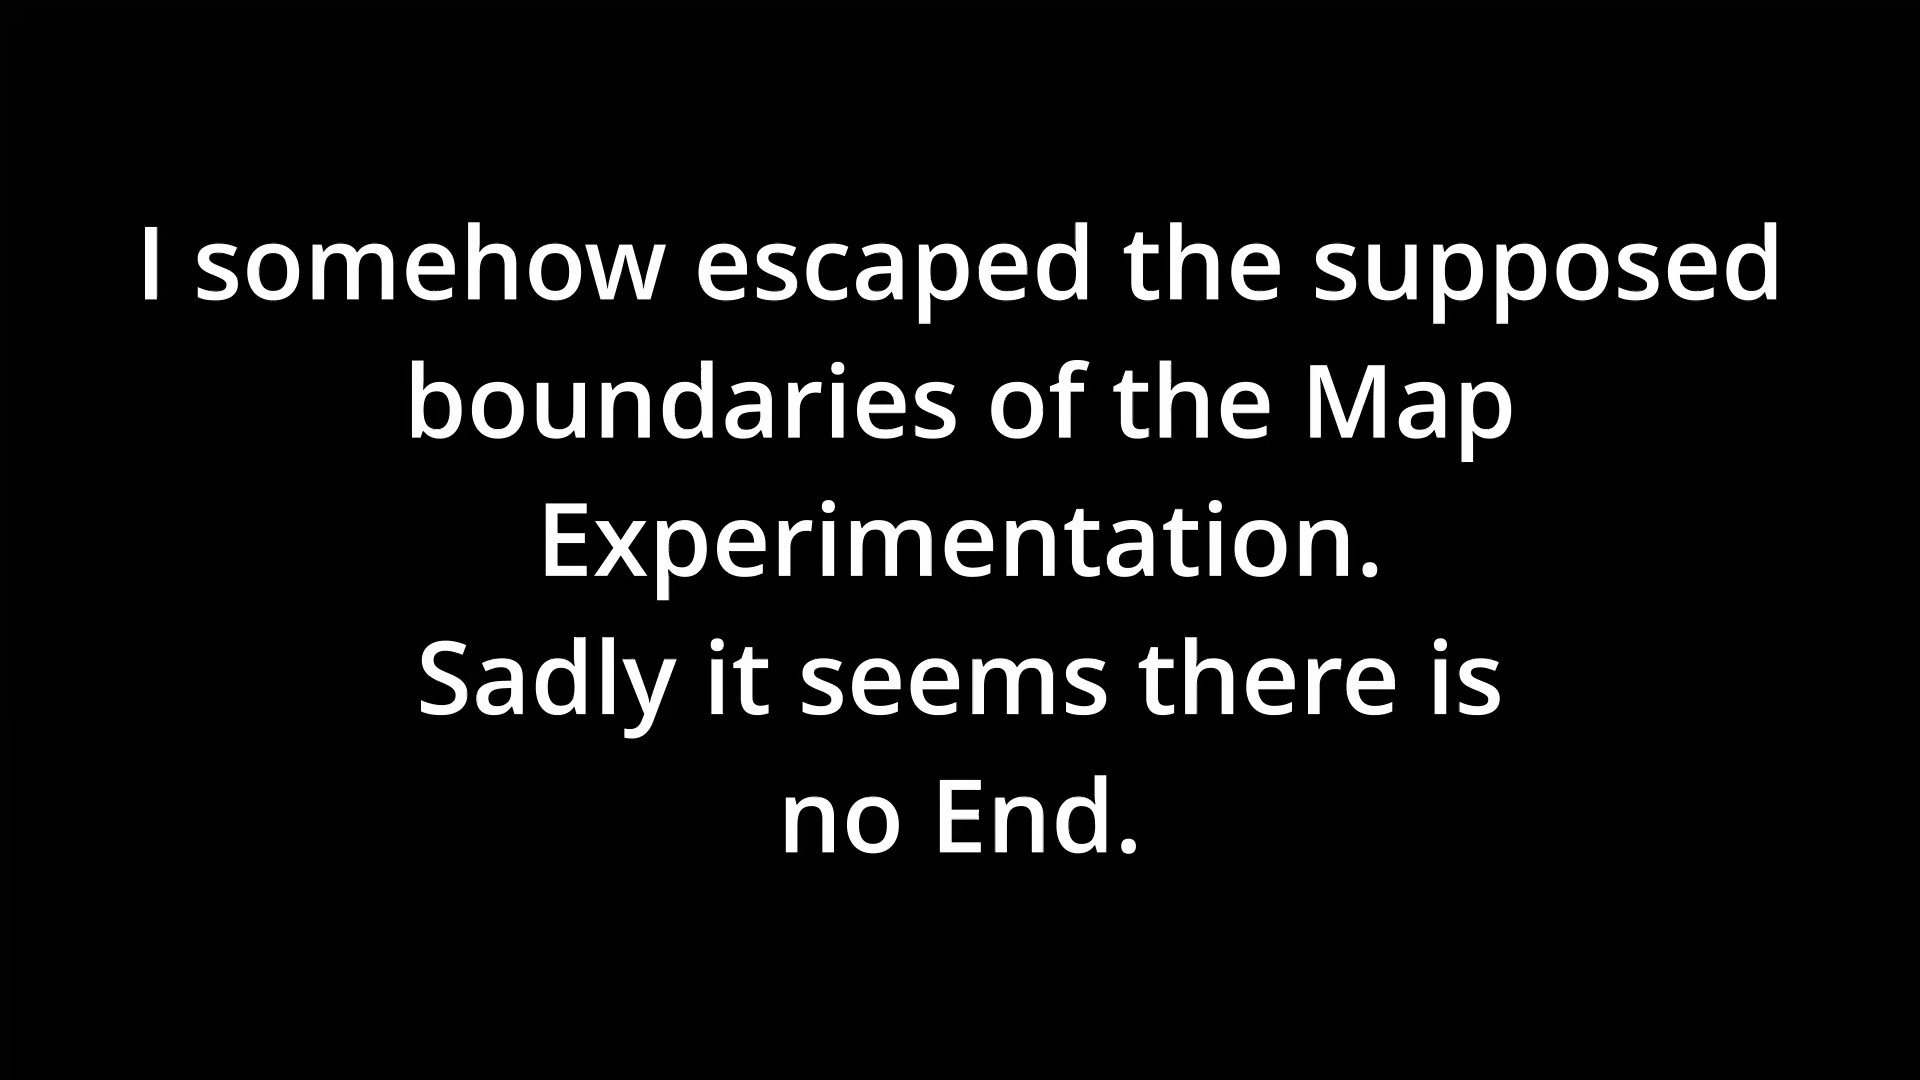 I somehow escaped the supposed
boundaries of the Map
Experimentation.
Sadly it seems there is
no End.